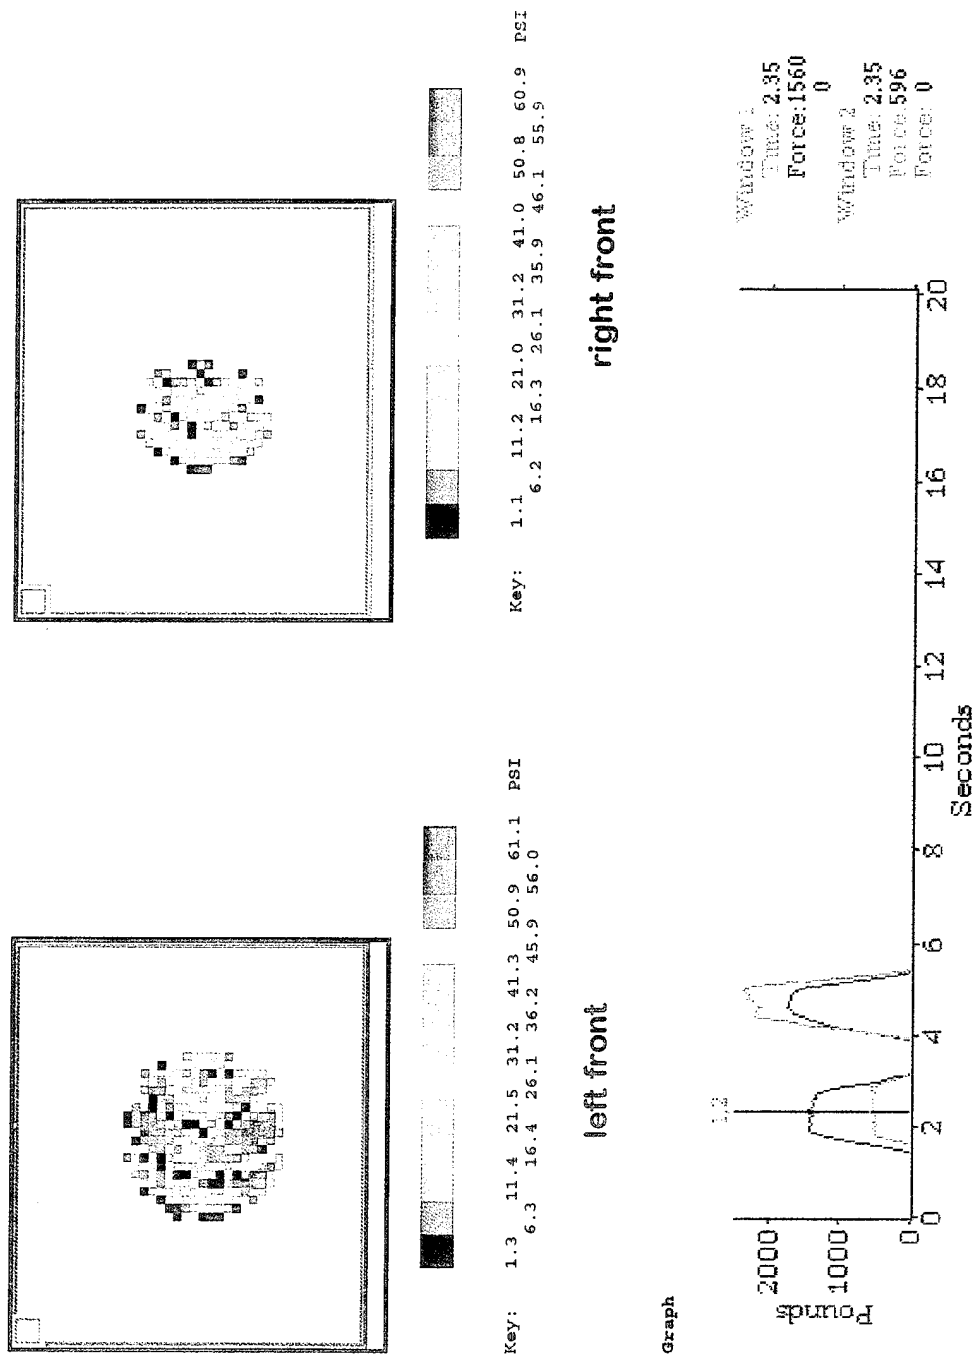 Key: 1.3 11.4 21.5 31.2 41.3 50.9 61.1 PSI
6.3 16.4 26.1 36.2 45.9 56.0
left front
Key: 1.1 11.2 21.0 31.2 41.0 50.8 60.9 PSI
6.2 16.3 26.1 35.9 46.1 55.9
right front
Graph
Pounds
2000
1000
0
0 2 4 6 8 10 12 14 16 18 20
Seconds
Window 1
Time: 2.35
Force:1560
0
Window 2
Time: 2.35
Force:596
Force: 0